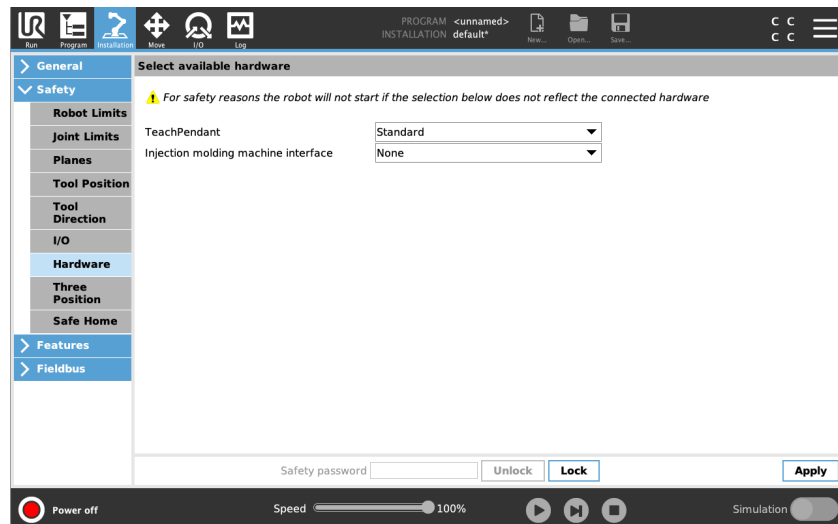 UR
Run
Program
Installation
Move
I/O
Log
PROGRAM <unnamed>
INSTALLATION default*
New...
Open...
Save...
C C
C C
General
Safety
Robot Limits
Joint Limits
Planes
Tool Position
Tool
Direction
I/O
Hardware
Three
Position
Safe Home
Features
Fieldbus
Select available hardware
For safety reasons the robot will not start if the selection below does not reflect the connected hardware
TeachPendant Standard
Injection molding machine interface None
Safety password Unlock Lock Apply
Power off Speed 100% Simulation